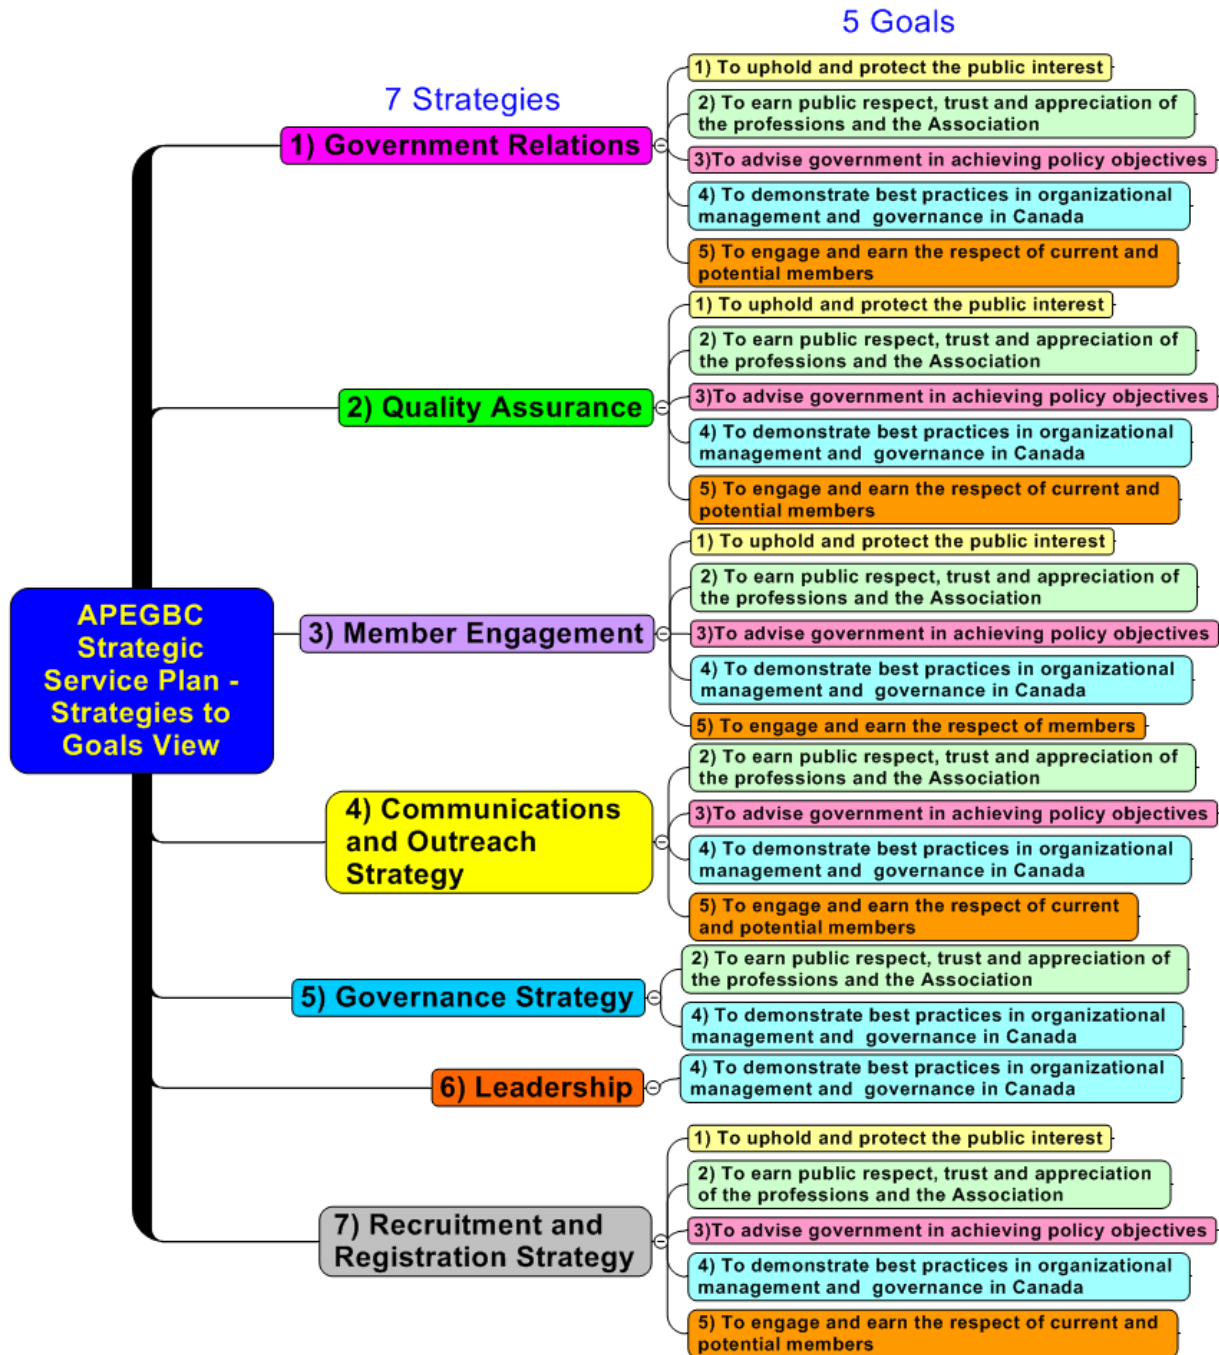 5 Goals
7 Strategies
APEGBC
Strategic
Service Plan -
Strategies to
Goals View
1) Government Relations
1) To uphold and protect the public interest
2) To earn public respect, trust and appreciation of
the professions and the Association
3)To advise government in achieving policy objectives
4) To demonstrate best practices in organizational
management and governance in Canada
5) To engage and earn the respect of current and
potential members
2) Quality Assurance
1) To uphold and protect the public interest
2) To earn public respect, trust and appreciation of
the professions and the Association
3)To advise government in achieving policy objectives
4) To demonstrate best practices in organizational
management and governance in Canada
5) To engage and earn the respect of current and
potential members
3) Member Engagement
1) To uphold and protect the public interest
2) To earn public respect, trust and appreciation of
the professions and the Association
3)To advise government in achieving policy objectives
4) To demonstrate best practices in organizational
management and governance in Canada
5) To engage and earn the respect of members
4) Communications
and Outreach
Strategy
2) To earn public respect, trust and appreciation of
the professions and the Association
3)To advise government in achieving policy objectives
4) To demonstrate best practices in organizational
management and governance in Canada
5) To engage and earn the respect of current
and potential members
5) Governance Strategy
2) To earn public respect, trust and appreciation of
the professions and the Association
4) To demonstrate best practices in organizational
management and governance in Canada
6) Leadership
4) To demonstrate best practices in organizational
management and governance in Canada
7) Recruitment and
Registration Strategy
1) To uphold and protect the public interest
2) To earn public respect, trust and appreciation
of the professions and the Association
3)To advise government in achieving policy objectives
4) To demonstrate best practices in organizational
management and governance in Canada
5) To engage and earn the respect of current and
potential members